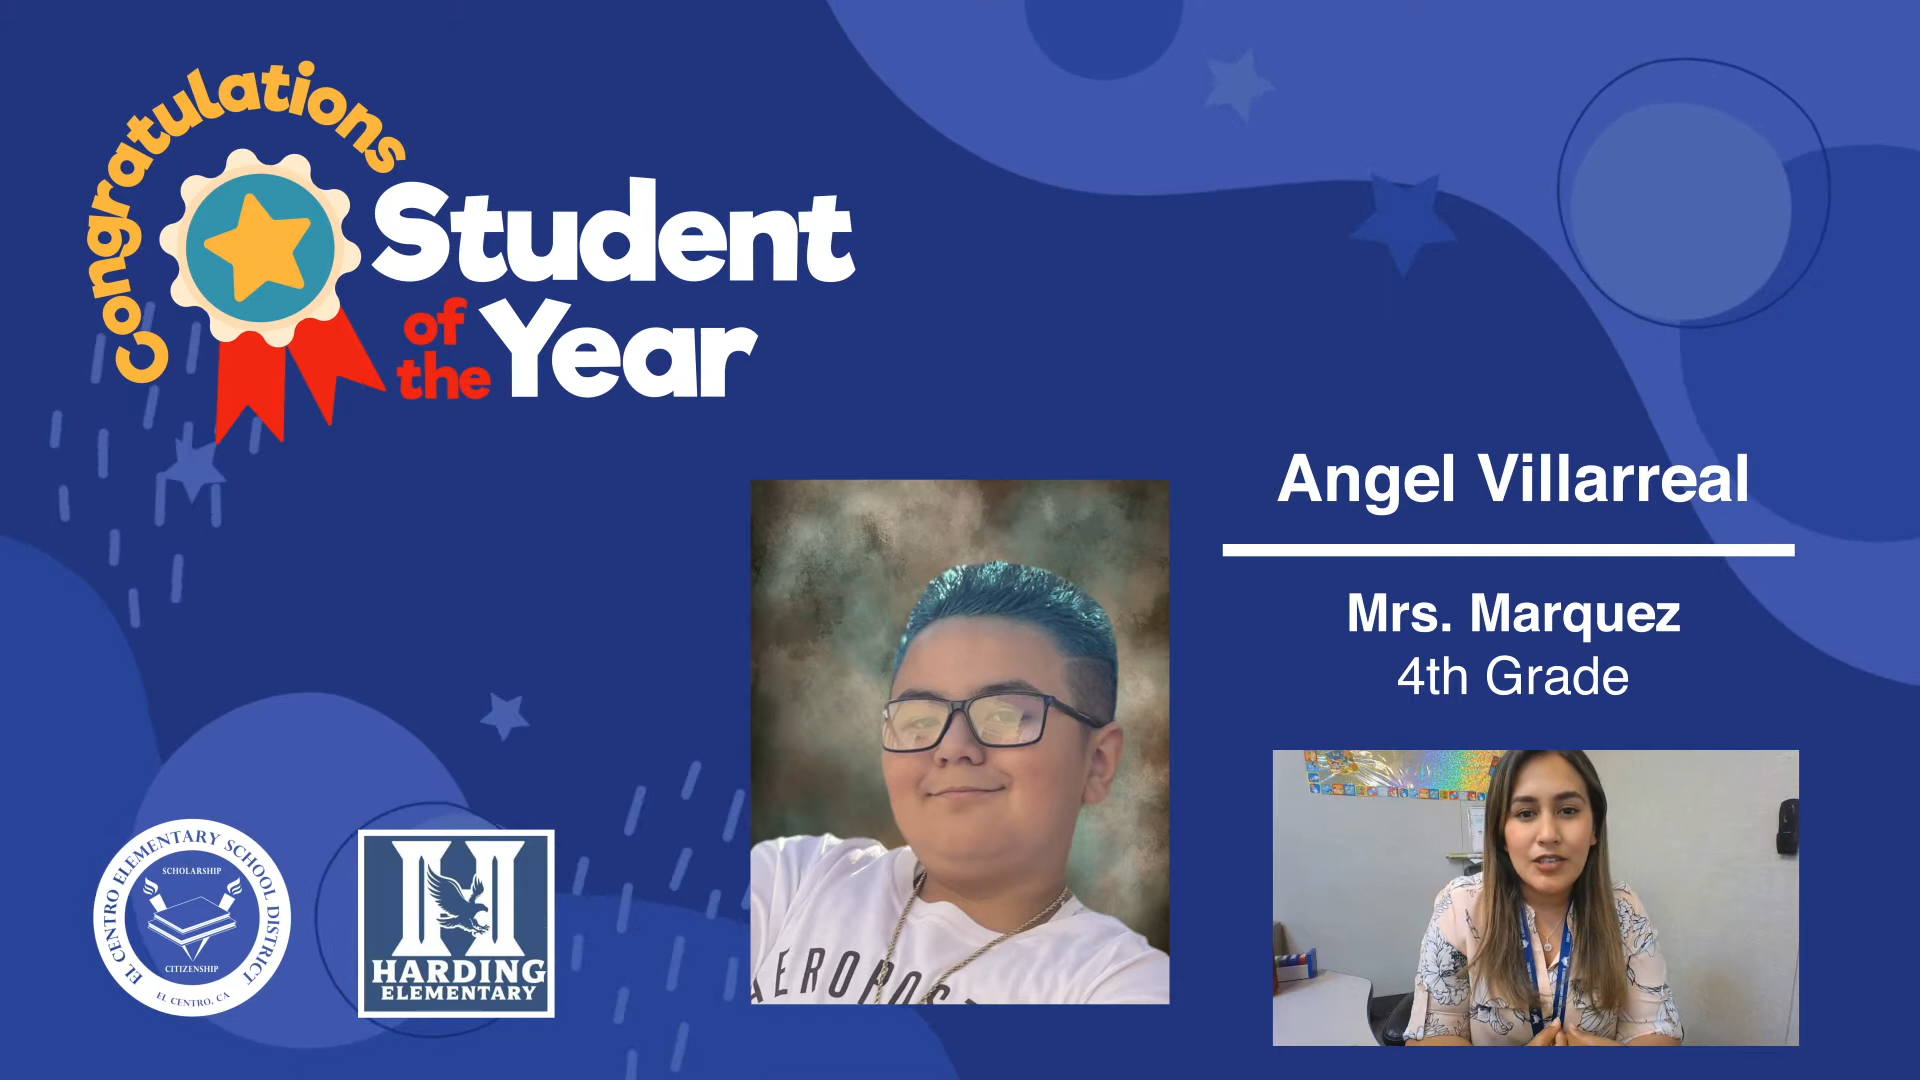 Congratulations
Student
of
the
Year
Angel Villarreal
Mrs. Marquez
4th Grade
EL CENTRO ELEMENTARY SCHOOL DISTRICT
SCHOLARSHIP
CITIZENSHIP
EL CENTRO, CA
H
HARDING
ELEMENTARY